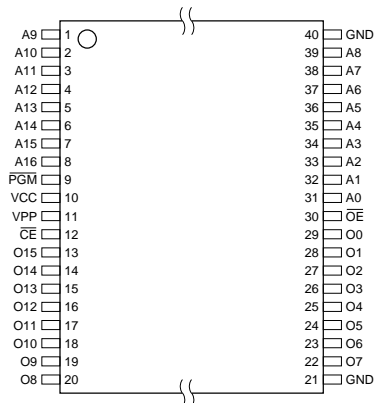 A9 1 40 GND
A10 2 39 A8
A11 3 38 A7
A12 4 37 A6
A13 5 36 A5
A14 6 35 A4
A15 7 34 A3
A16 8 33 A2
P̅G̅M̅ 9 32 A1
VCC 10 31 A0
VPP 11 30 O̅E̅
C̅E̅ 12 29 O0
O15 13 28 O1
O14 14 27 O2
O13 15 26 O3
O12 16 25 O4
O11 17 24 O5
O10 18 23 O6
O9 19 22 O7
O8 20 21 GND